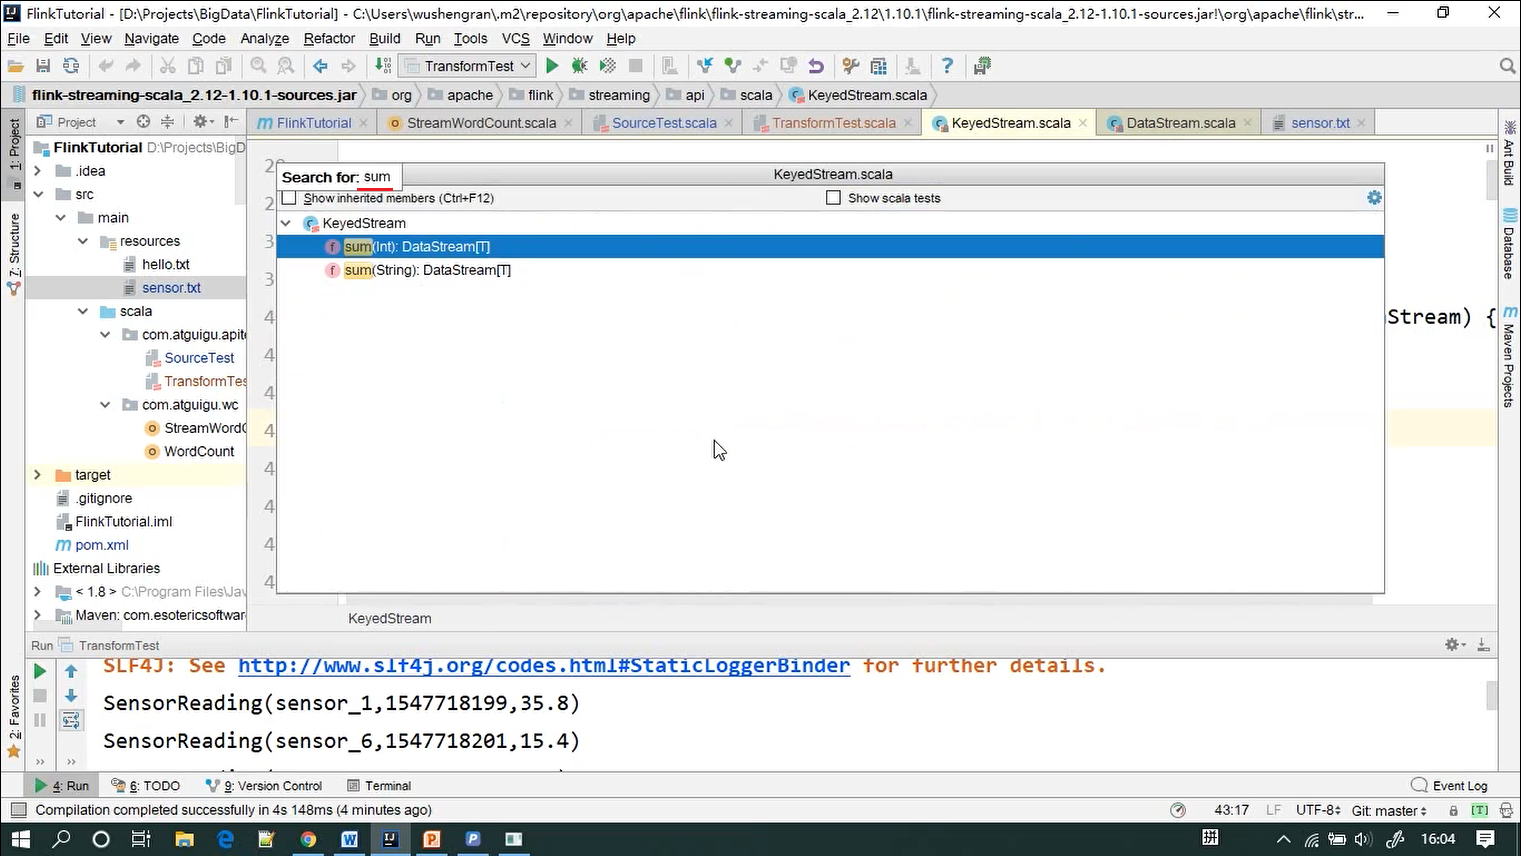 FlinkTutorial - [D:\Projects\BigData\FlinkTutorial] - C:\Users\wushengran\.m2\repository\org\apache\flink\flink-streaming-scala_2.12\1.10.1\flink-streaming-scala_2.12-1.10.1-sources.jar!\org\apache\flink\str...
File Edit View Navigate Code Analyze Refactor Build Run Tools VCS Window Help
TransformTest
flink-streaming-scala_2.12-1.10.1-sources.jar org apache flink streaming api scala KeyedStream.scala
Project
FlinkTutorial StreamWordCount.scala SourceTest.scala TransformTest.scala KeyedStream.scala DataStream.scala sensor.txt
1: Project
7: Structure
2: Favorites
FlinkTutorial D:\Projects\BigD
.idea
src
main
resources
hello.txt
sensor.txt
scala
com.atguigu.apite
SourceTest
TransformTes
com.atguigu.wc
StreamWordC
WordCount
target
.gitignore
FlinkTutorial.iml
pom.xml
External Libraries
< 1.8 > C:\Program Files\Jav
Maven: com.esotericsoftwar
Search for: sum
KeyedStream.scala
Show inherited members (Ctrl+F12)
Show scala tests
KeyedStream
sum(Int): DataStream[T]
sum(String): DataStream[T]
Stream) {
KeyedStream
Ant Build
Database
Maven Projects
Run TransformTest
SLF4J: See http://www.slf4j.org/codes.html#StaticLoggerBinder for further details.
SensorReading(sensor_1,1547718199,35.8)
SensorReading(sensor_6,1547718201,15.4)
4: Run 6: TODO 9: Version Control Terminal Event Log
Compilation completed successfully in 4s 148ms (4 minutes ago)
43:17 LF UTF-8 Git: master [T]
拼 16:04